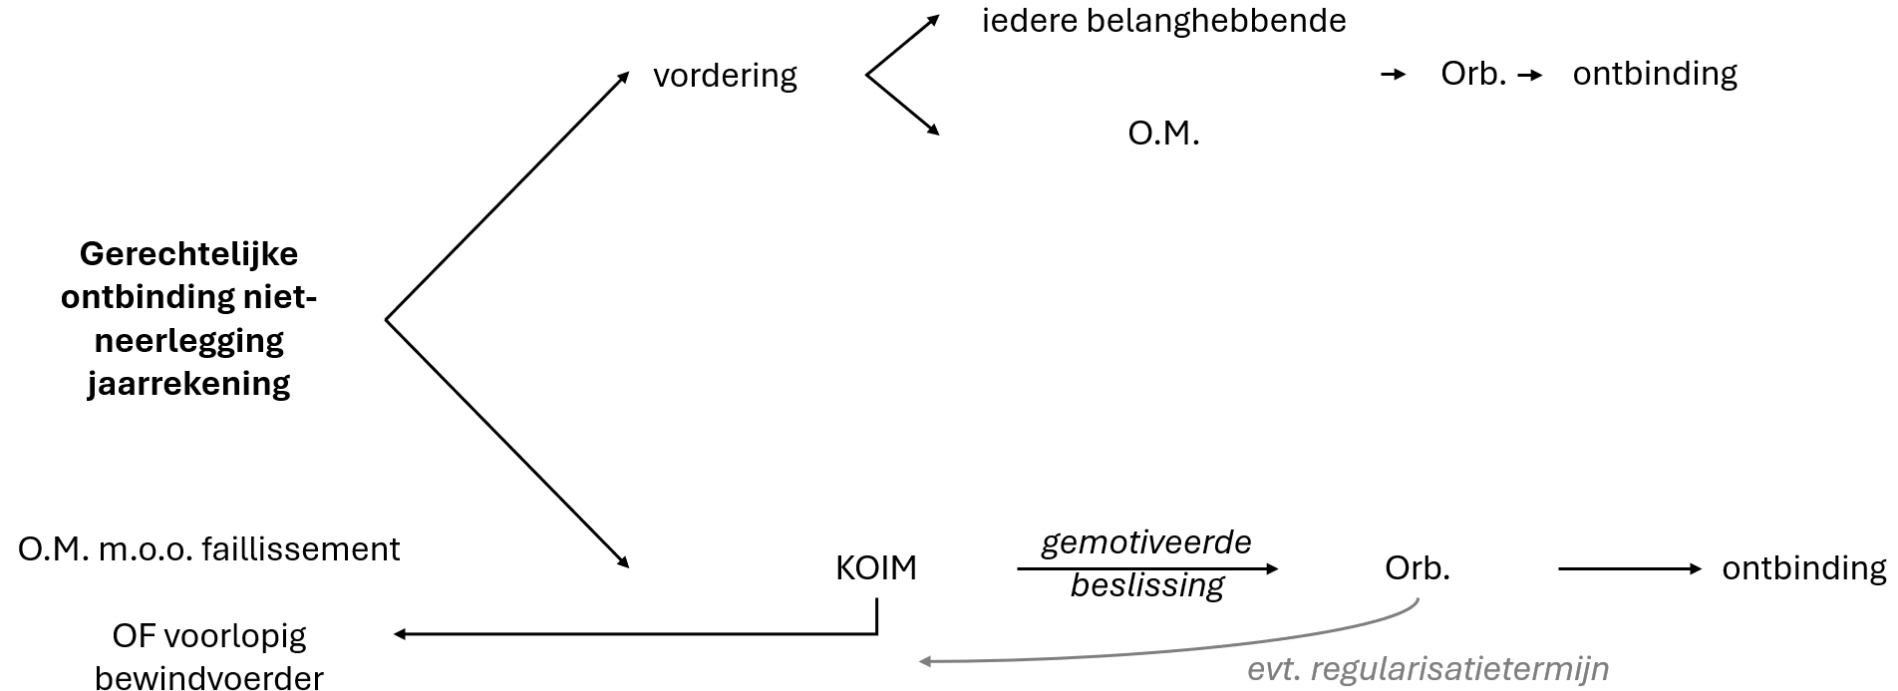 iedere belanghebbende
vordering
Orb.
ontbinding
O.M.
Gerechtelijke
ontbinding niet-
neerlegging
jaarrekening
O.M. m.o.o. faillissement
OF voorlopig
bewindvoerder
KOIM
gemotiveerde
beslissing
Orb.
ontbinding
evt. regularisatietermijn